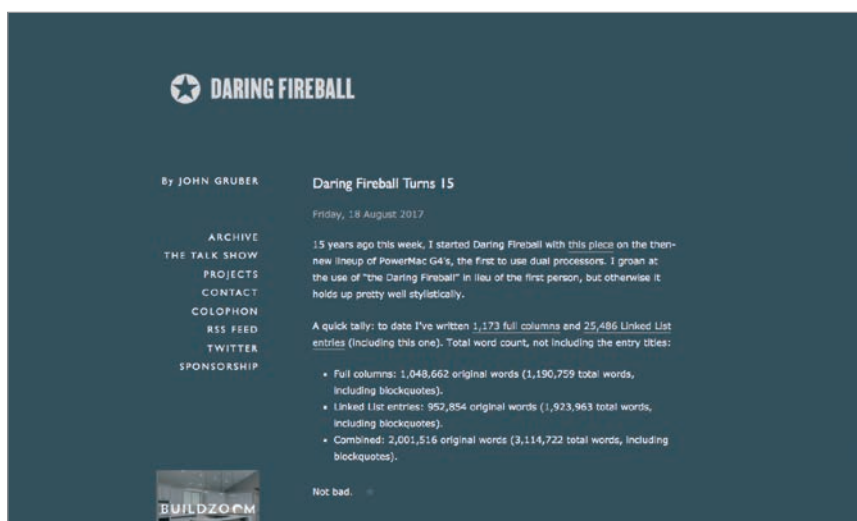 DARING FIREBALL
By JOHN GRUBER
ARCHIVE
THE TALK SHOW
PROJECTS
CONTACT
COLOPHON
RSS FEED
TWITTER
SPONSORSHIP
BUILDZOOM
Daring Fireball Turns 15
Friday, 18 August 2017
15 years ago this week, I started Daring Fireball with this piece on the then-
new lineup of PowerMac G4's, the first to use dual processors. I groan at
the use of "the Daring Fireball" in lieu of the first person, but otherwise it
holds up pretty well stylistically.
A quick tally: to date I've written 1,173 full columns and 25,486 Linked List
entries (including this one). Total word count, not including the entry titles:
• Full columns: 1,048,662 original words (1,190,759 total words,
including blockquotes).
• Linked List entries: 952,854 original words (1,923,963 total words,
including blockquotes).
• Combined: 2,001,516 original words (3,114,722 total words, including
blockquotes).
Not bad.